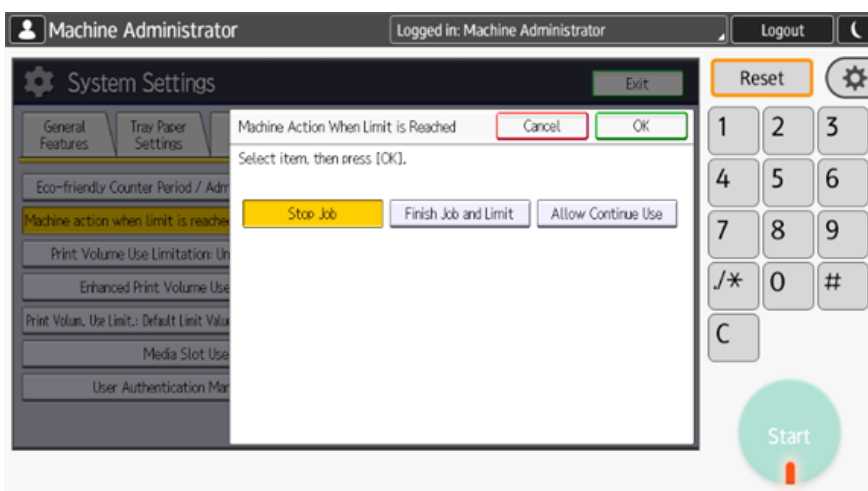 Machine Administrator
Logged in: Machine Administrator
Logout
System Settings
Exit
General Features
Tray Paper Settings
Machine Action When Limit is Reached
Cancel
OK
Select item, then press [OK].
Stop Job
Finish Job and Limit
Allow Continue Use
Eco-friendly Counter Period / Adm
Machine action when limit is reache
Print Volume Use Limitation: Un
Enhanced Print Volume Use
Print Volum. Use Limit.: Default Limit Valu
Media Slot Use
User Authentication Man
Reset
1 2 3
4 5 6
7 8 9
./* 0 #
C
Start